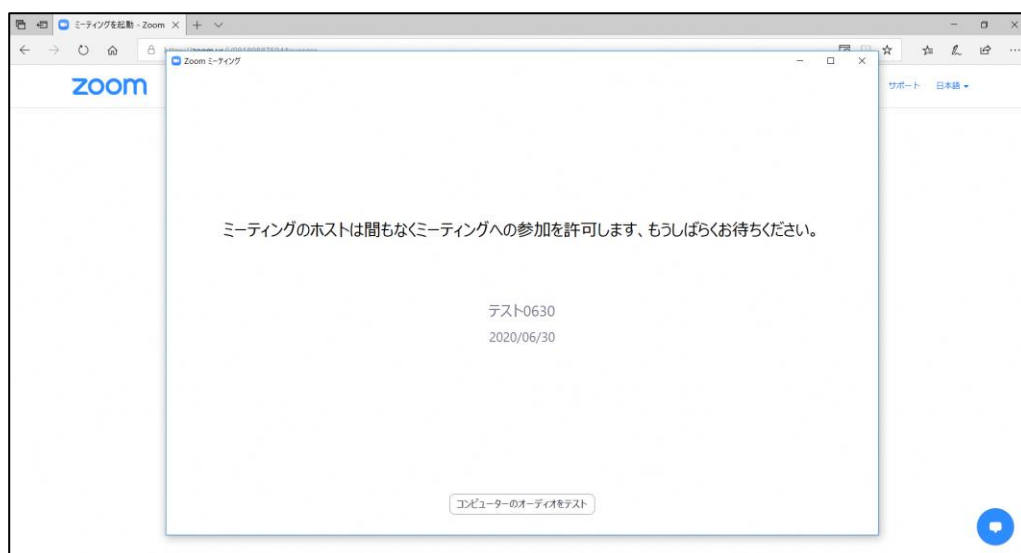 ミーティングを起動 - Zoom
zoom
サポート 日本語
Zoom ミーティング
ミーティングのホストは間もなくミーティングへの参加を許可します、もうしばらくお待ちください。
テスト0630
2020/06/30
コンピューターのオーディオをテスト